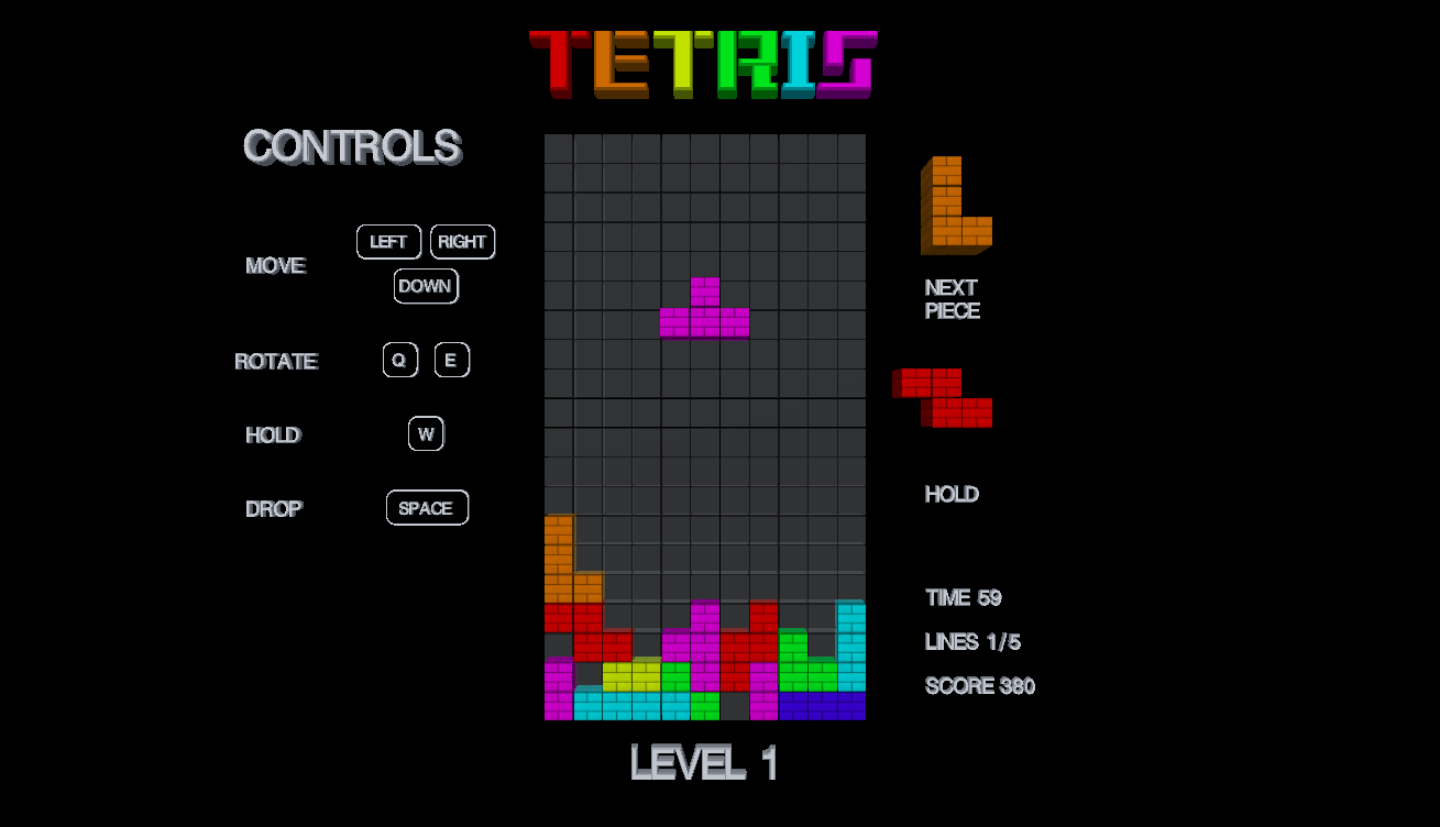 TETRIS
CONTROLS
MOVE
LEFT RIGHT
DOWN
ROTATE
Q E
HOLD
W
DROP
SPACE
NEXT
PIECE
HOLD
TIME 59
LINES 1/5
SCORE 380
LEVEL 1